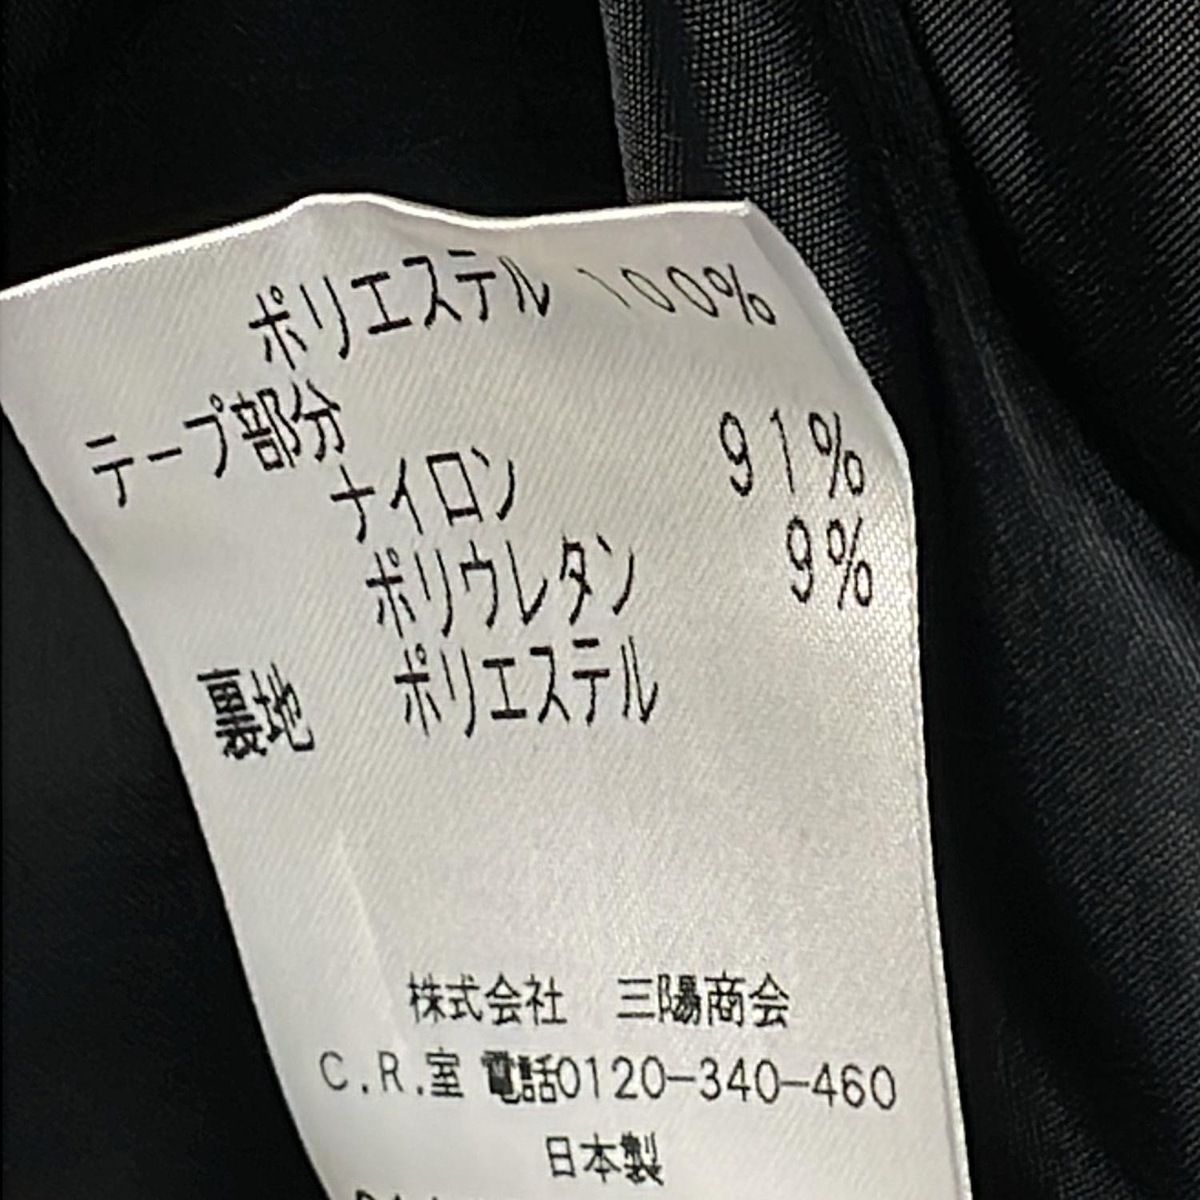 ポリエステル 100%
テープ部分
ナイロン 91%
ポリウレタン 9%
裏地 ポリエステル
株式会社 三陽商会
C.R.室 電話0120-340-460
日本製